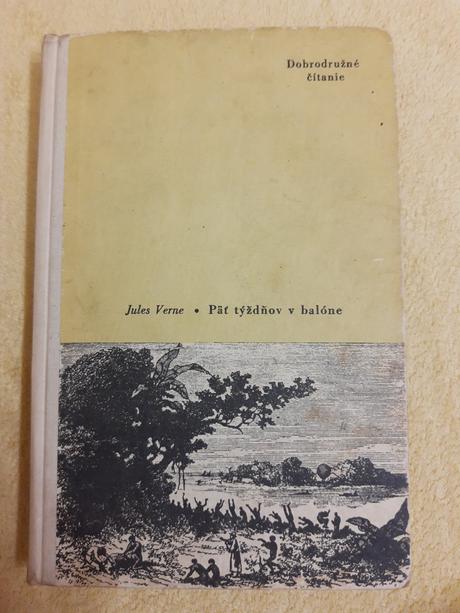 Dobrodružné
čítanie
Jules Verne • Päť týždňov v balóne